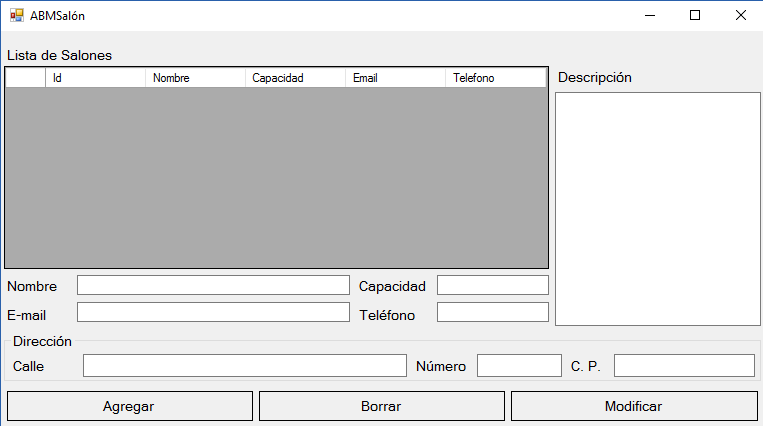 ABMSalón
Lista de Salones
Id Nombre Capacidad Email Telefono
Descripción
Nombre Capacidad
E-mail Teléfono
Dirección
Calle Número C. P.
Agregar Borrar Modificar